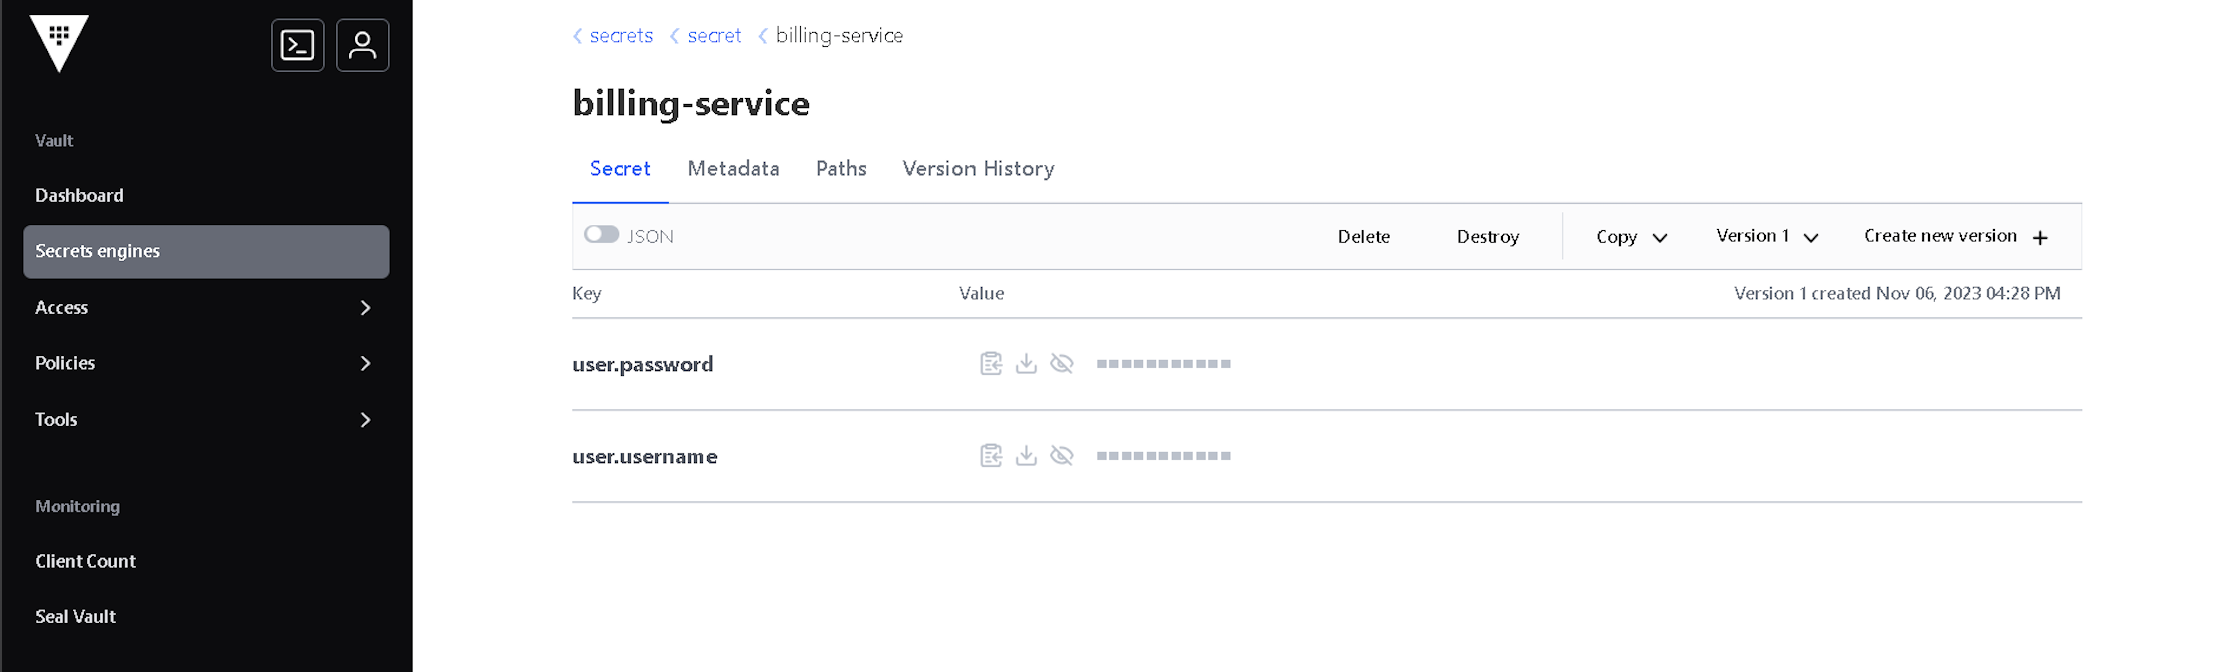 secrets secret billing-service
billing-service
Vault
Dashboard
Secrets engines
Access
Policies
Tools
Monitoring
Client Count
Seal Vault
Secret Metadata Paths Version History
JSON Delete Destroy Copy Version 1 Create new version +
Key Value Version 1 created Nov 06, 2023 04:28 PM
user.password
user.username